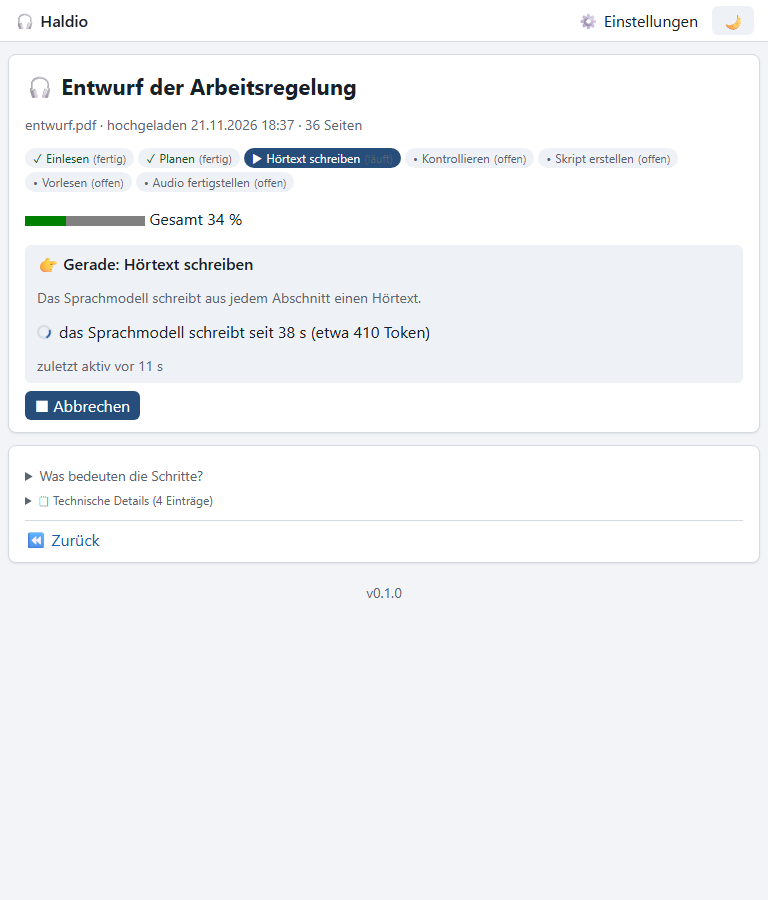 🎧 Haldio
⚙️ Einstellungen 🌙
🎧 Entwurf der Arbeitsregelung
entwurf.pdf · hochgeladen 21.11.2026 18:37 · 36 Seiten
✓ Einlesen (fertig) ✓ Planen (fertig) ▶ Hörtext schreiben (läuft) • Kontrollieren (offen) • Skript erstellen (offen)
• Vorlesen (offen) • Audio fertigstellen (offen)
Gesamt 34 %
👉 Gerade: Hörtext schreiben
Das Sprachmodell schreibt aus jedem Abschnitt einen Hörtext.
das Sprachmodell schreibt seit 38 s (etwa 410 Token)
zuletzt aktiv vor 11 s
⏹ Abbrechen
▶ Was bedeuten die Schritte?
▶ 📋 Technische Details (4 Einträge)
⏪ Zurück
v0.1.0